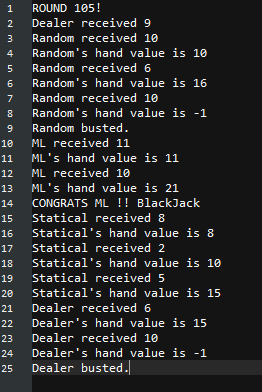 1 ROUND 105!
2 Dealer received 9
3 Random received 10
4 Random's hand value is 10
5 Random received 6
6 Random's hand value is 16
7 Random received 10
8 Random's hand value is -1
9 Random busted.
10 ML received 11
11 ML's hand value is 11
12 ML received 10
13 ML's hand value is 21
14 CONGRATS ML !! BlackJack
15 Statical received 8
16 Statical's hand value is 8
17 Statical received 2
18 Statical's hand value is 10
19 Statical received 5
20 Statical's hand value is 15
21 Dealer received 6
22 Dealer's hand value is 15
23 Dealer received 10
24 Dealer's hand value is -1
25 Dealer busted.